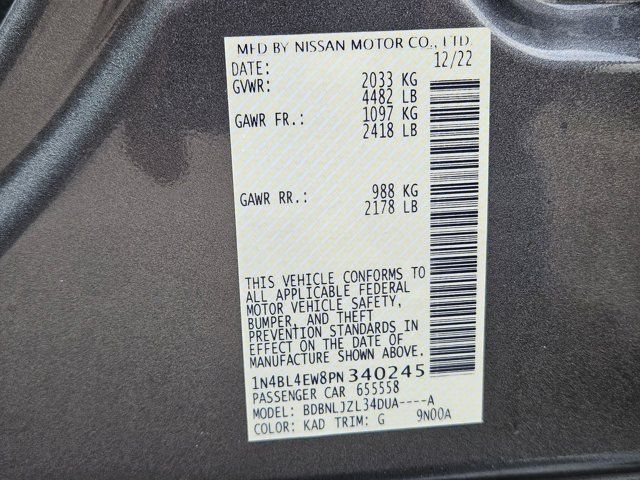 MFD BY NISSAN MOTOR CO., LTD.
DATE: 12/22
GVWR: 2033 KG
4482 LB
GAWR FR.: 1097 KG
2418 LB
GAWR RR.: 988 KG
2178 LB
THIS VEHICLE CONFORMS TO
ALL APPLICABLE FEDERAL
MOTOR VEHICLE SAFETY,
BUMPER, AND THEFT
PREVENTION STANDARDS IN
EFFECT ON THE DATE OF
MANUFACTURE SHOWN ABOVE.
1N4BL4EW8PN340245
PASSENGER CAR 655558
MODEL: BDBNLJZL34DUA----A
COLOR: KAD TRIM: G 9N00A